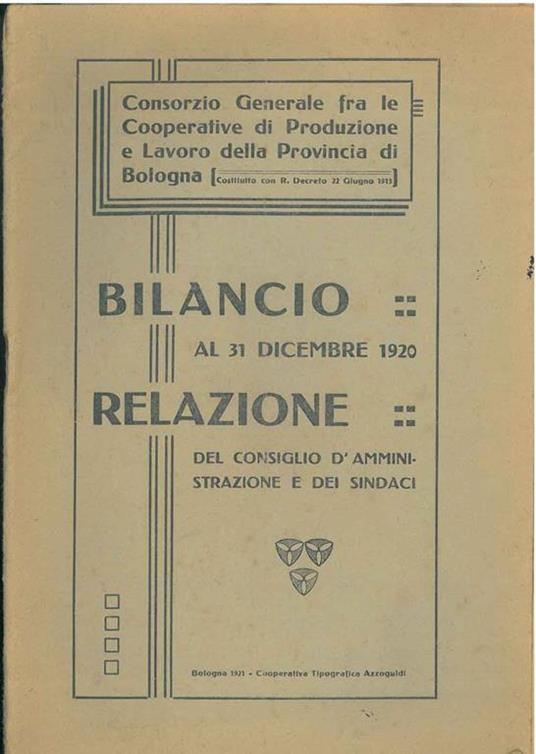 Consorzio Generale fra le
Cooperative di Produzione
e Lavoro della Provincia di
Bologna [Costituito con R. Decreto 22 Giugno 1913]
BILANCIO ::
AL 31 DICEMBRE 1920
RELAZIONE ::
DEL CONSIGLIO D'AMMINI-
STRAZIONE E DEI SINDACI
Bologna 1921 - Cooperativa Tipografica Azzoguidi